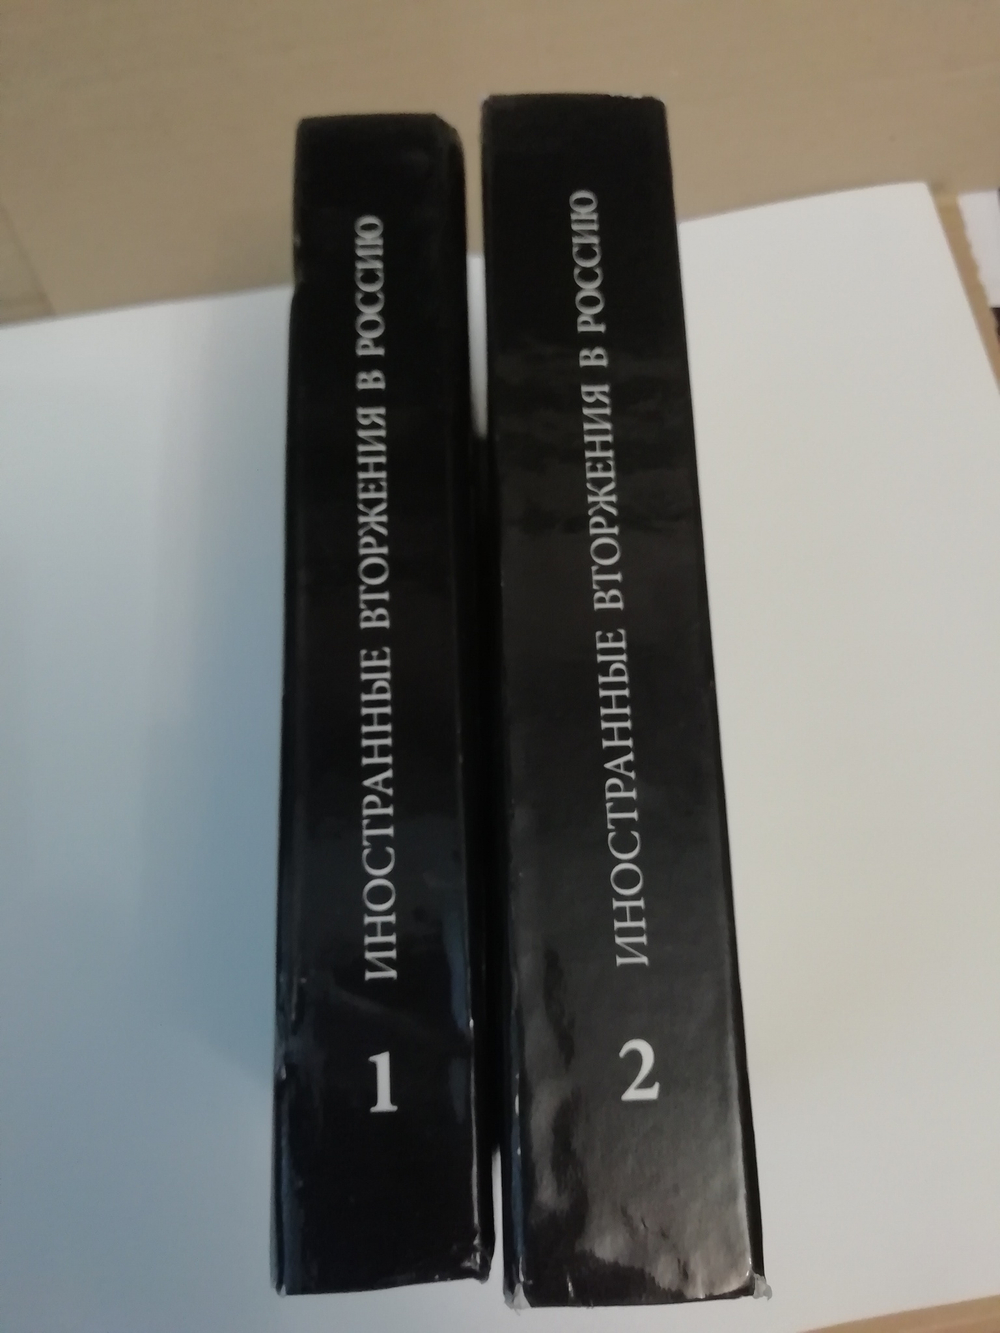 ИНОСТРАННЫЕ ВТОРЖЕНИЯ В РОССИЮ
1
ИНОСТРАННЫЕ ВТОРЖЕНИЯ В РОССИЮ
2